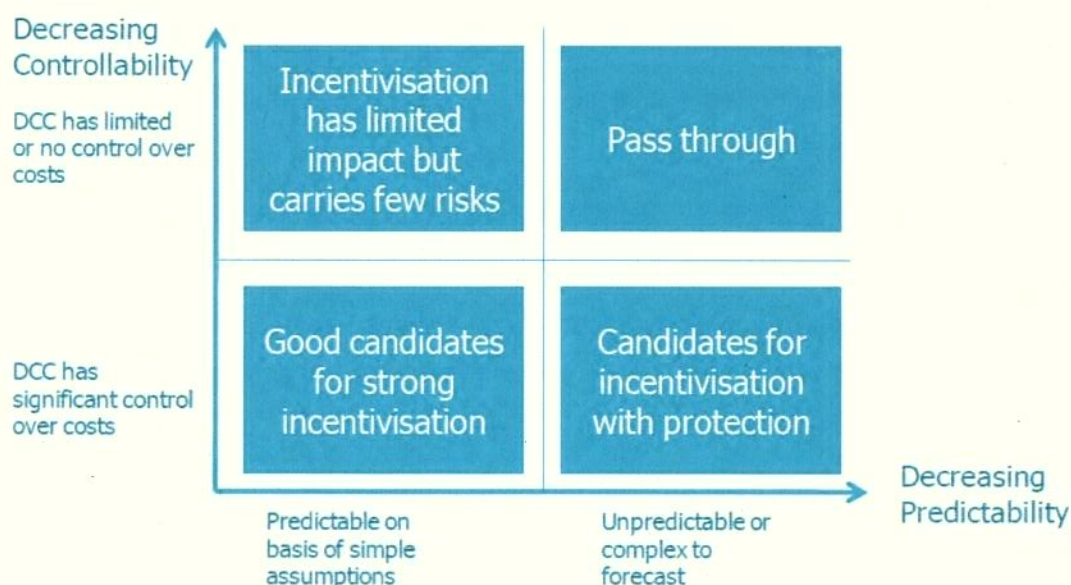 Decreasing
Controllability
DCC has limited
or no control over
costs
Incentivisation
has limited
impact but
carries few risks
Pass through
DCC has
significant control
over costs
Good candidates
for strong
incentivisation
Candidates for
incentivisation
with protection
Decreasing
Predictability
Predictable on
basis of simple
assumptions
Unpredictable or
complex to
forecast